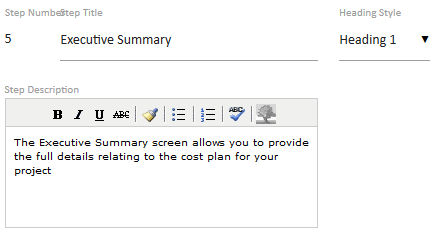 Step Number Step Title Heading Style
5 Executive Summary Heading 1
Step Description
B I U ABC ABC
The Executive Summary screen allows you to provide
the full details relating to the cost plan for your
project